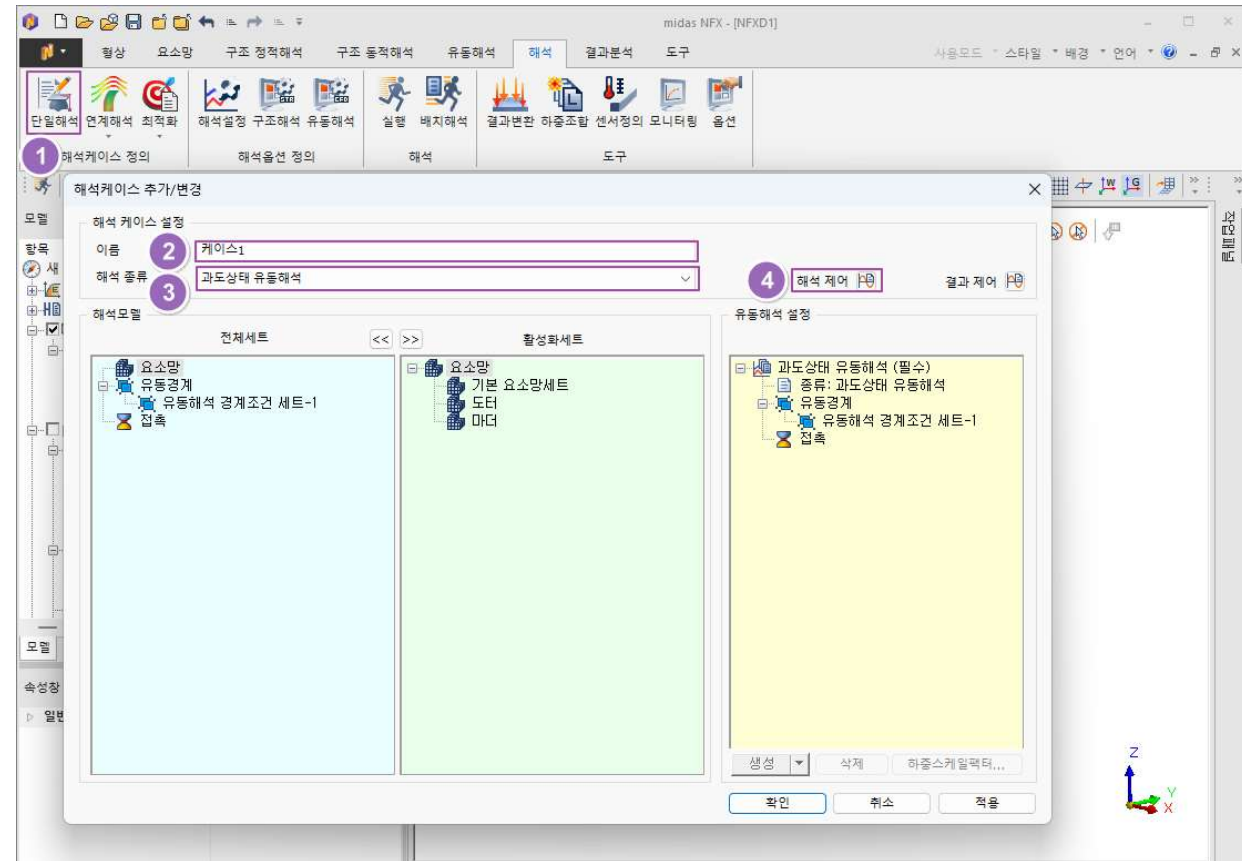 midas NFX - [NFXD1]
형상 요소망 구조 정적해석 구조 동적해석 유동해석 해석 결과분석 도구 사용모드 스타일 배경 언어
단일해석 연계해석 최적화 해석설정 구조해석 유동해석 실행 배치해석 결과변환 하중조합 센서정의 모니터링 옵션
1 해석케이스 정의 해석옵션 정의 해석 도구
해석케이스 추가/변경
모델
작업패널
해석 케이스 설정
항목
이름 2 케이스1
새
해석 종류 3 과도상태 유동해석 4 해석 제어 결과 제어
해석모델 유동해석 설정
전체세트 << >> 활성화세트
요소망
유동경계
유동해석 경계조건 세트-1
접촉
요소망
기본 요소망세트
도터
마더
과도상태 유동해석 (필수)
종류: 과도상태 유동해석
유동경계
유동해석 경계조건 세트-1
접촉
모델
속성창
일반
생성 삭제 하중스케일팩터...
확인 취소 적용
Z
Y
X